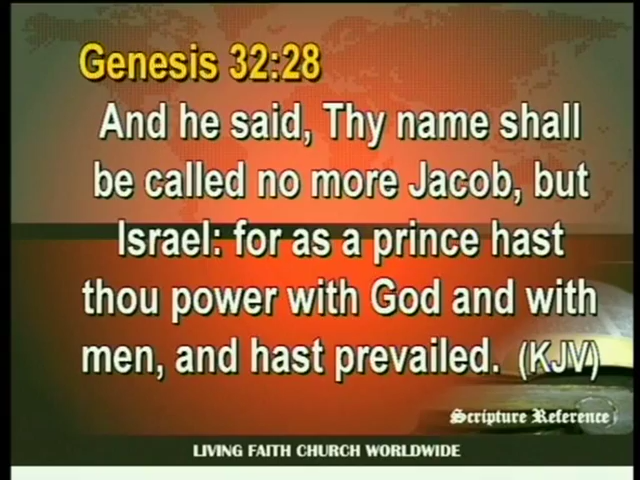 Genesis 32:28
And he said, Thy name shall
be called no more Jacob, but
Israel: for as a prince hast
thou power with God and with
men, and hast prevailed. (KJV)
Scripture Reference
LIVING FAITH CHURCH WORLDWIDE